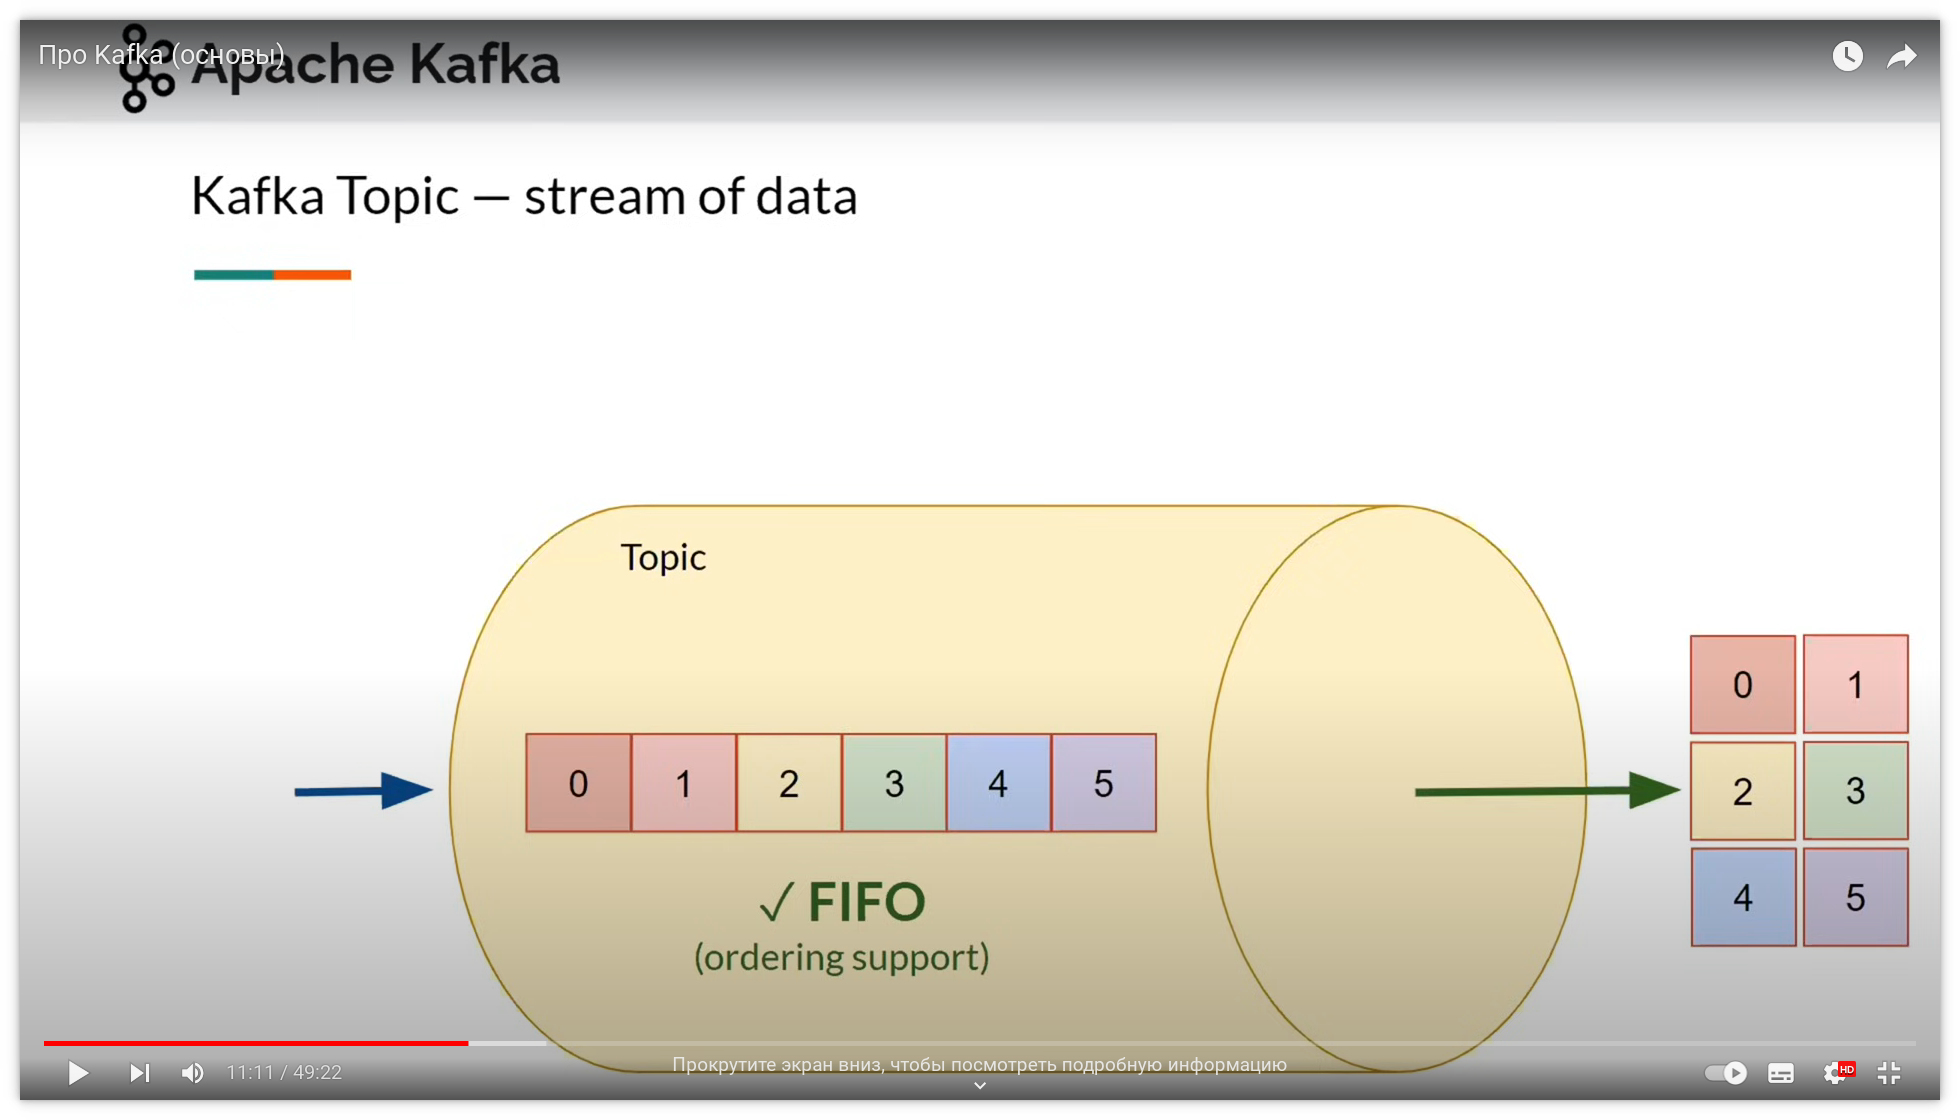 Про Kafka (основы)
Apache Kafka
Kafka Topic — stream of data
Topic
0 1 2 3 4 5
✓ FIFO
(ordering support)
0 1
2 3
4 5
11:11 / 49:22
Прокрутите экран вниз, чтобы посмотреть подробную информацию
HD